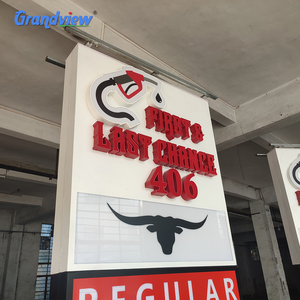 Grandview
FIRST &
LAST CHANCE
406
REGULAR